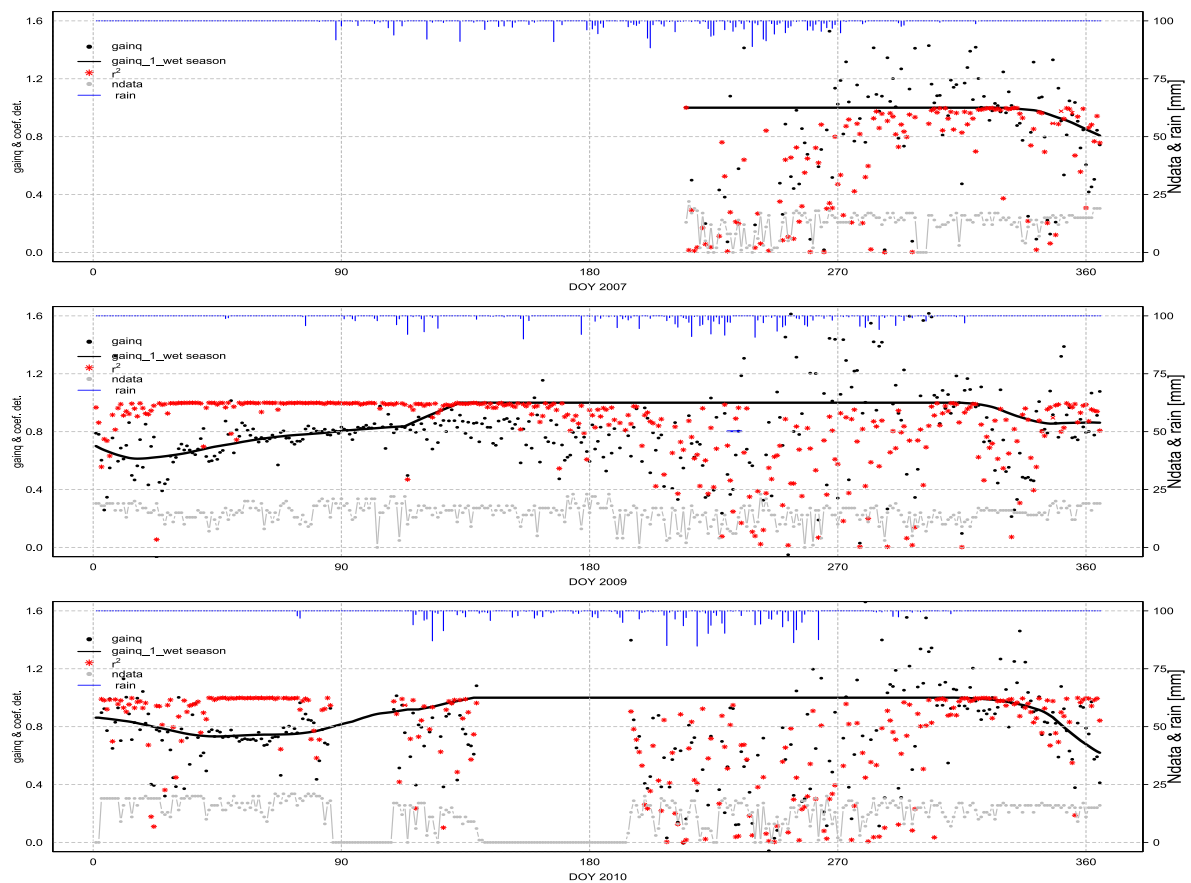 1.6
1.2
0.8
0.4
0.0
gainq & coef. det.
gainq
gainq_1_wet season
r2
ndata
rain
100
75
50
25
0
Ndata & rain [mm]
0 90 180 270 360
DOY 2007
1.6
1.2
0.8
0.4
0.0
gainq & coef. det.
gainq
gainq_1_wet season
r2
ndata
rain
100
75
50
25
0
Ndata & rain [mm]
0 90 180 270 360
DOY 2009
1.6
1.2
0.8
0.4
0.0
gainq & coef. det.
gainq
gainq_1_wet season
r2
ndata
rain
100
75
50
25
0
Ndata & rain [mm]
0 90 180 270 360
DOY 2010